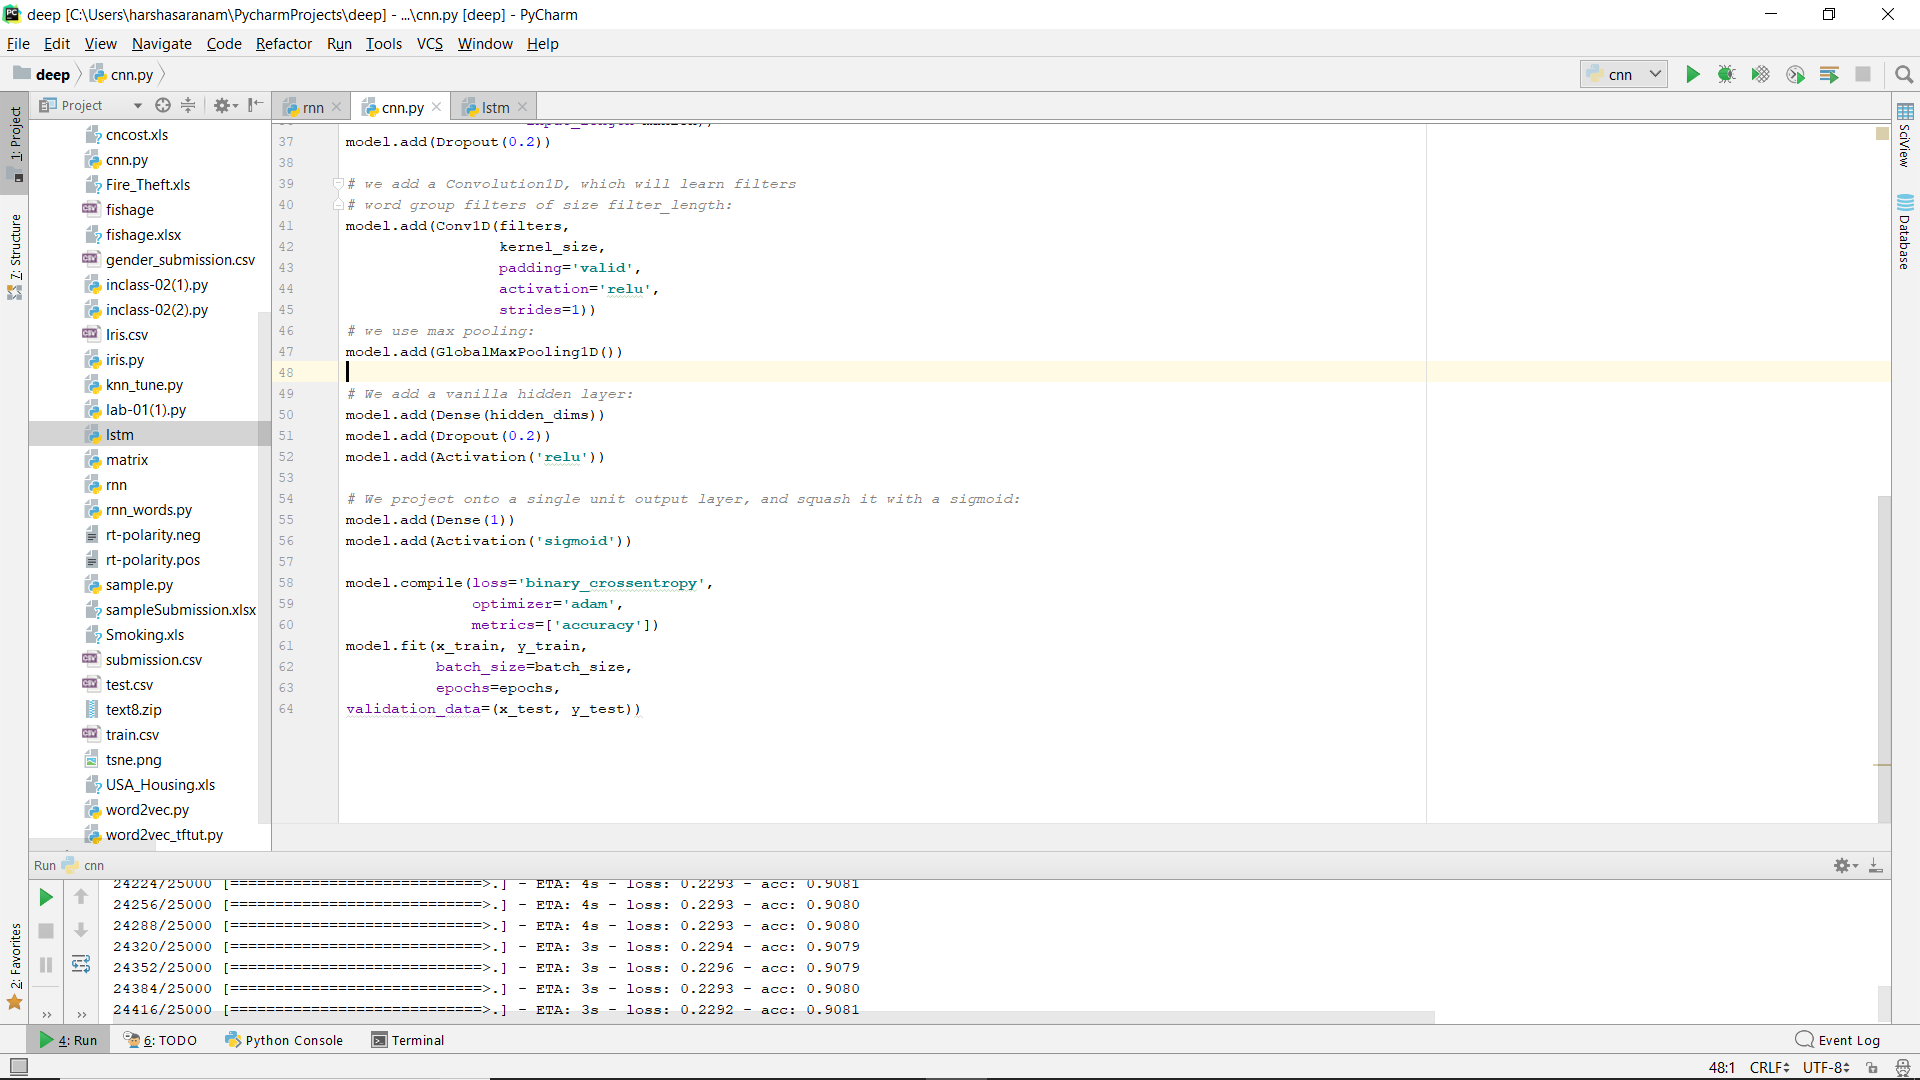 deep [C:\Users\harshasaranam\PycharmProjects\deep] - ...\cnn.py [deep] - PyCharm
File Edit View Navigate Code Refactor Run Tools VCS Window Help
deep cnn.py cnn
1: Project
7: Structure
2: Favorites
Project
cncost.xls
cnn.py
Fire_Theft.xls
fishage
fishage.xlsx
gender_submission.csv
inclass-02(1).py
inclass-02(2).py
Iris.csv
iris.py
knn_tune.py
lab-01(1).py
lstm
matrix
rnn
rnn_words.py
rt-polarity.neg
rt-polarity.pos
sample.py
sampleSubmission.xlsx
Smoking.xls
submission.csv
test.csv
text8.zip
train.csv
tsne.png
USA_Housing.xls
word2vec.py
word2vec_tftut.py
rnn cnn.py lstm
37 model.add(Dropout(0.2))
38
39 # we add a Convolution1D, which will learn filters
40 # word group filters of size filter_length:
41 model.add(Conv1D(filters,
42 kernel_size,
43 padding='valid',
44 activation='relu',
45 strides=1))
46 # we use max pooling:
47 model.add(GlobalMaxPooling1D())
48
49 # We add a vanilla hidden layer:
50 model.add(Dense(hidden_dims))
51 model.add(Dropout(0.2))
52 model.add(Activation('relu'))
53
54 # We project onto a single unit output layer, and squash it with a sigmoid:
55 model.add(Dense(1))
56 model.add(Activation('sigmoid'))
57
58 model.compile(loss='binary_crossentropy',
59 optimizer='adam',
60 metrics=['accuracy'])
61 model.fit(x_train, y_train,
62 batch_size=batch_size,
63 epochs=epochs,
64 validation_data=(x_test, y_test))
SciView
Database
Run cnn
24224/25000 [============================>.] - ETA: 4s - loss: 0.2293 - acc: 0.9081
24256/25000 [============================>.] - ETA: 4s - loss: 0.2293 - acc: 0.9080
24288/25000 [============================>.] - ETA: 4s - loss: 0.2293 - acc: 0.9080
24320/25000 [============================>.] - ETA: 3s - loss: 0.2294 - acc: 0.9079
24352/25000 [============================>.] - ETA: 3s - loss: 0.2296 - acc: 0.9079
24384/25000 [============================>.] - ETA: 3s - loss: 0.2293 - acc: 0.9080
24416/25000 [============================>.] - ETA: 3s - loss: 0.2292 - acc: 0.9081
4: Run 6: TODO Python Console Terminal Event Log
48:1 CRLF UTF-8